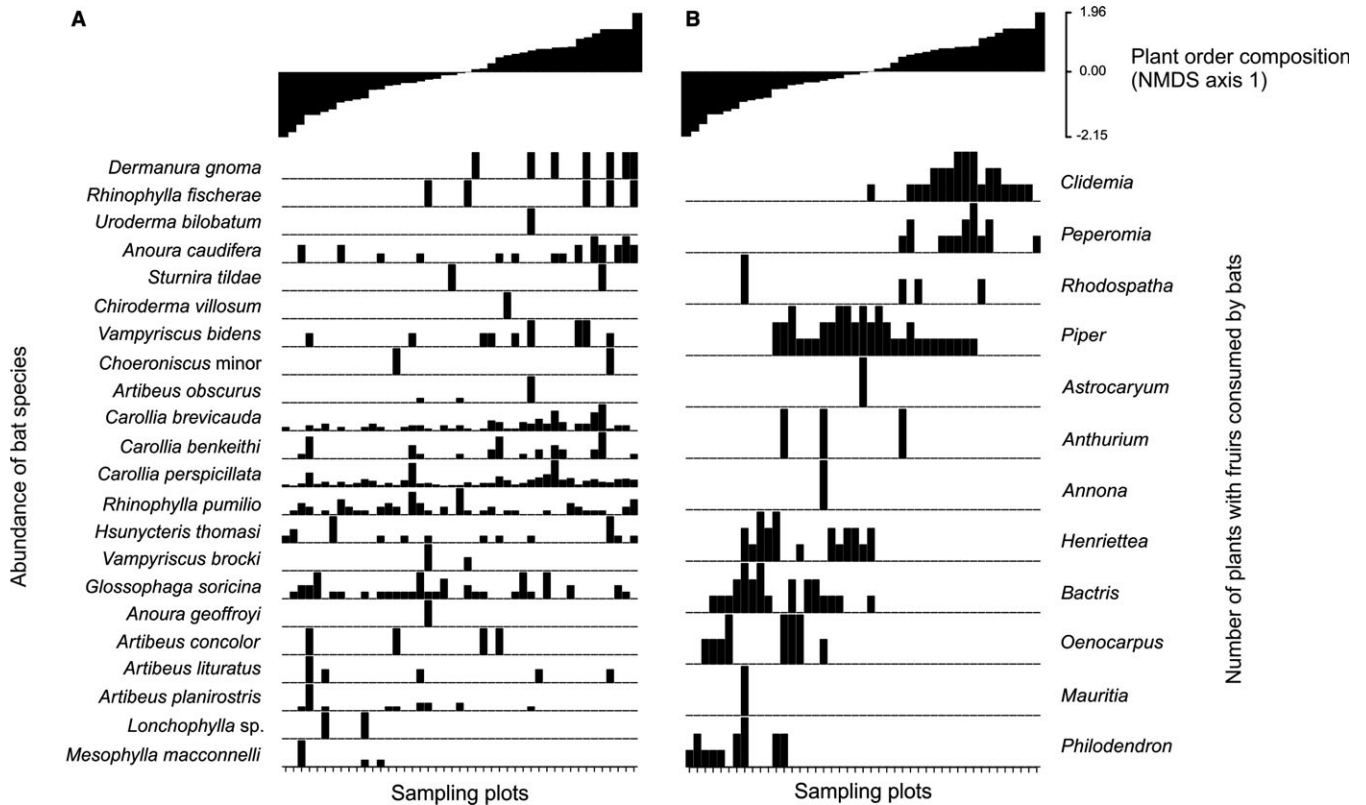 A
B
1.96
0.00
-2.15
Plant order composition
(NMDS axis 1)
Abundance of bat species
Dermanura gnoma
Rhinophylla fischerae
Uroderma bilobatum
Anoura caudifera
Sturnira tildae
Chiroderma villosum
Vampyriscus bidens
Choeroniscus minor
Artibeus obscurus
Carollia brevicauda
Carollia benkeithi
Carollia perspicillata
Rhinophylla pumilio
Hsunycteris thomasi
Vampyriscus brocki
Glossophaga soricina
Anoura geoffroyi
Artibeus concolor
Artibeus lituratus
Artibeus planirostris
Lonchophylla sp.
Mesophylla macconnelli
Sampling plots
Clidemia
Peperomia
Rhodospatha
Piper
Astrocaryum
Anthurium
Annona
Henriettea
Bactris
Oenocarpus
Mauritia
Philodendron
Number of plants with fruirs consumed by bats
Sampling plots